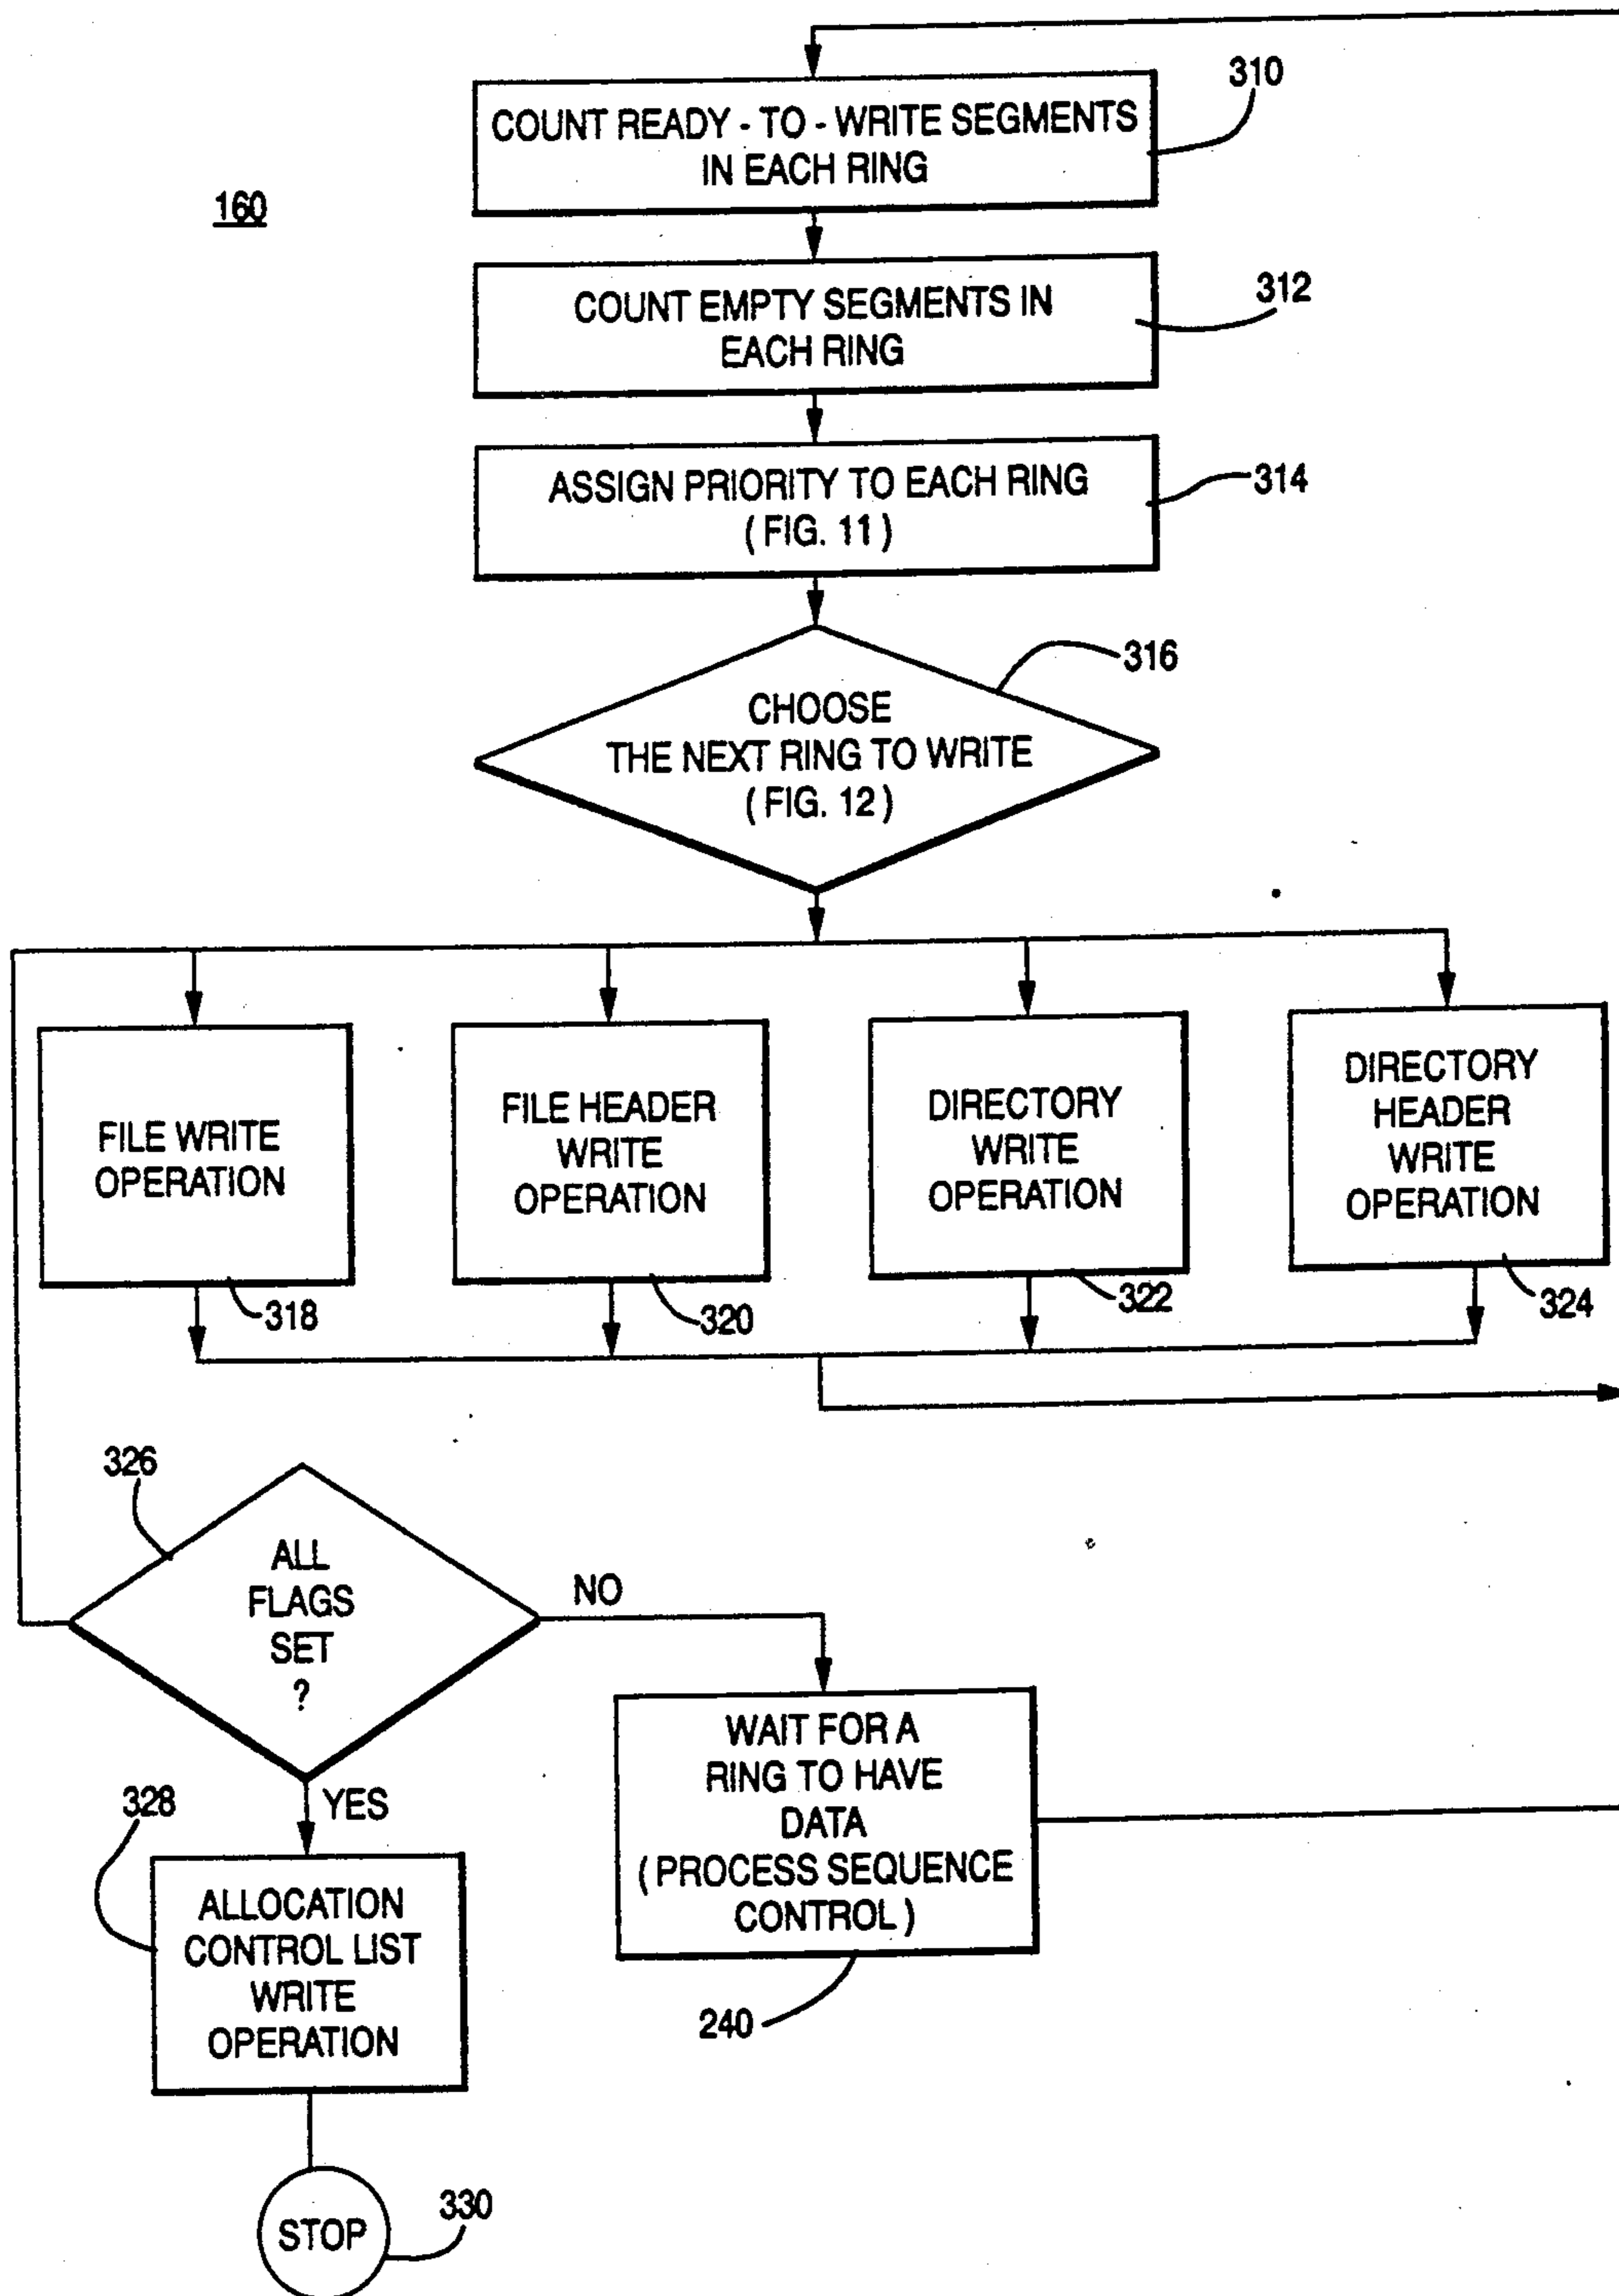 310
COUNT READY - TO - WRITE SEGMENTS
IN EACH RING
160
312
COUNT EMPTY SEGMENTS IN
EACH RING
ASSIGN PRIORITY TO EACH RING
( FIG. 11 )
314
316
CHOOSE
THE NEXT RING TO WRITE
( FIG. 12 )
FILE WRITE
OPERATION
318
FILE HEADER
WRITE
OPERATION
320
DIRECTORY
WRITE
OPERATION
322
DIRECTORY
HEADER
WRITE
OPERATION
324
326
ALL
FLAGS
SET
?
NO
YES
WAIT FOR A
RING TO HAVE
DATA
( PROCESS SEQUENCE
CONTROL )
240
328
ALLOCATION
CONTROL LIST
WRITE
OPERATION
STOP
330